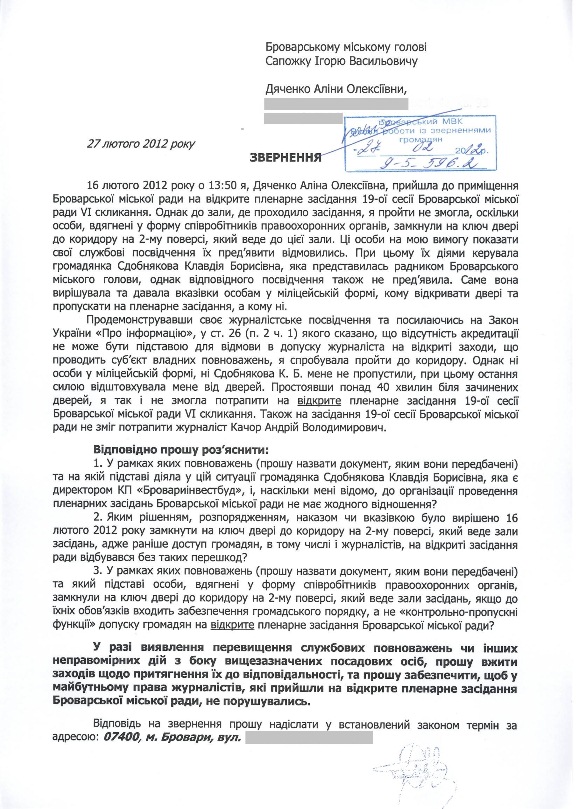 Броварському міському голові
Сапожку Ігорю Васильовичу
Дяченко Аліни Олексіївни,
Броварський МВК
роботи із зверненнями
громадян
27 02 2012р.
9-5. 596.2
27 лютого 2012 року
ЗВЕРНЕННЯ
16 лютого 2012 року о 13:50 я, Дяченко Аліна Олексіївна, прийшла до приміщення
Броварської міської ради на відкрите пленарне засідання 19-ої сесії Броварської міської
ради VI скликання. Однак до зали, де проходило засідання, я пройти не змогла, оскільки
особи, вдягнені у форму співробітників правоохоронних органів, замкнули на ключ двері
до коридору на 2-му поверсі, який веде до цієї зали. Ці особи на мою вимогу показати
свої службові посвідчення їх пред'явити відмовились. При цьому їх діями керувала
громадянка Сдобнякова Клавдія Борисівна, яка представилась радником Броварського
міського голови, однак відповідного посвідчення також не пред'явила. Саме вона
вирішувала та давала вказівки особам у міліцейській формі, кому відкривати двері та
пропускати на пленарне засідання, а кому ні.
Продемонструвавши своє журналістське посвідчення та посилаючись на Закон
України «Про інформацію», у ст. 26 (п. 2 ч. 1) якого сказано, що відсутність акредитації
не може бути підставою для відмови в допуску журналіста на відкриті заходи, що
проводить суб'єкт владних повноважень, я спробувала пройти до коридору. Однак ні
особи у міліцейській формі, ні Сдобнякова К. Б. мене не пропустили, при цьому остання
силою відштовхувала мене від дверей. Простоявши понад 40 хвилин біля зачинених
дверей, я так і не змогла потрапити на відкрите пленарне засідання 19-ої сесії
Броварської міської ради VI скликання. Також на засідання 19-ої сесії Броварської міської
ради не зміг потрапити журналіст Качор Андрій Володимирович.
Відповідно прошу роз'яснити:
1. У рамках яких повноважень (прошу назвати документ, яким вони передбачені)
та на якій підставі діяла у цій ситуації громадянка Сдобнякова Клавдія Борисівна, яка є
директором КП «Бровариінвестбуд», і, наскільки мені відомо, до організації проведення
пленарних засідань Броварської міської ради не має жодного відношення?
2. Яким рішенням, розпорядженням, наказом чи вказівкою було вирішено 16
лютого 2012 року замкнути на ключ двері до коридору на 2-му поверсі, який веде зали
засідань, адже раніше доступ громадян, в тому числі і журналістів, на відкриті засідання
ради відбувався без таких перешкод?
3. У рамках яких повноважень (прошу назвати документ, яким вони передбачені)
та який підставі особи, вдягнені у форму співробітників правоохоронних органів,
замкнули на ключ двері до коридору на 2-му поверсі, який веде зали засідань, якщо до
їхніх обов'язків входить забезпечення громадського порядку, а не «контрольно-пропускні
функції» допуску громадян на відкрите пленарне засідання Броварської міської ради?
У разі виявлення перевищення службових повноважень чи інших
неправомірних дій з боку вищезазначених посадових осіб, прошу вжити
заходів щодо притягнення їх до відповідальності, та прошу забезпечити, щоб у
майбутньому права журналістів, які прийшли на відкрите пленарне засідання
Броварської міської ради, не порушувались.
Відповідь на звернення прошу надіслати у встановлений законом термін за
адресою: 07400, м. Бровари, вул.